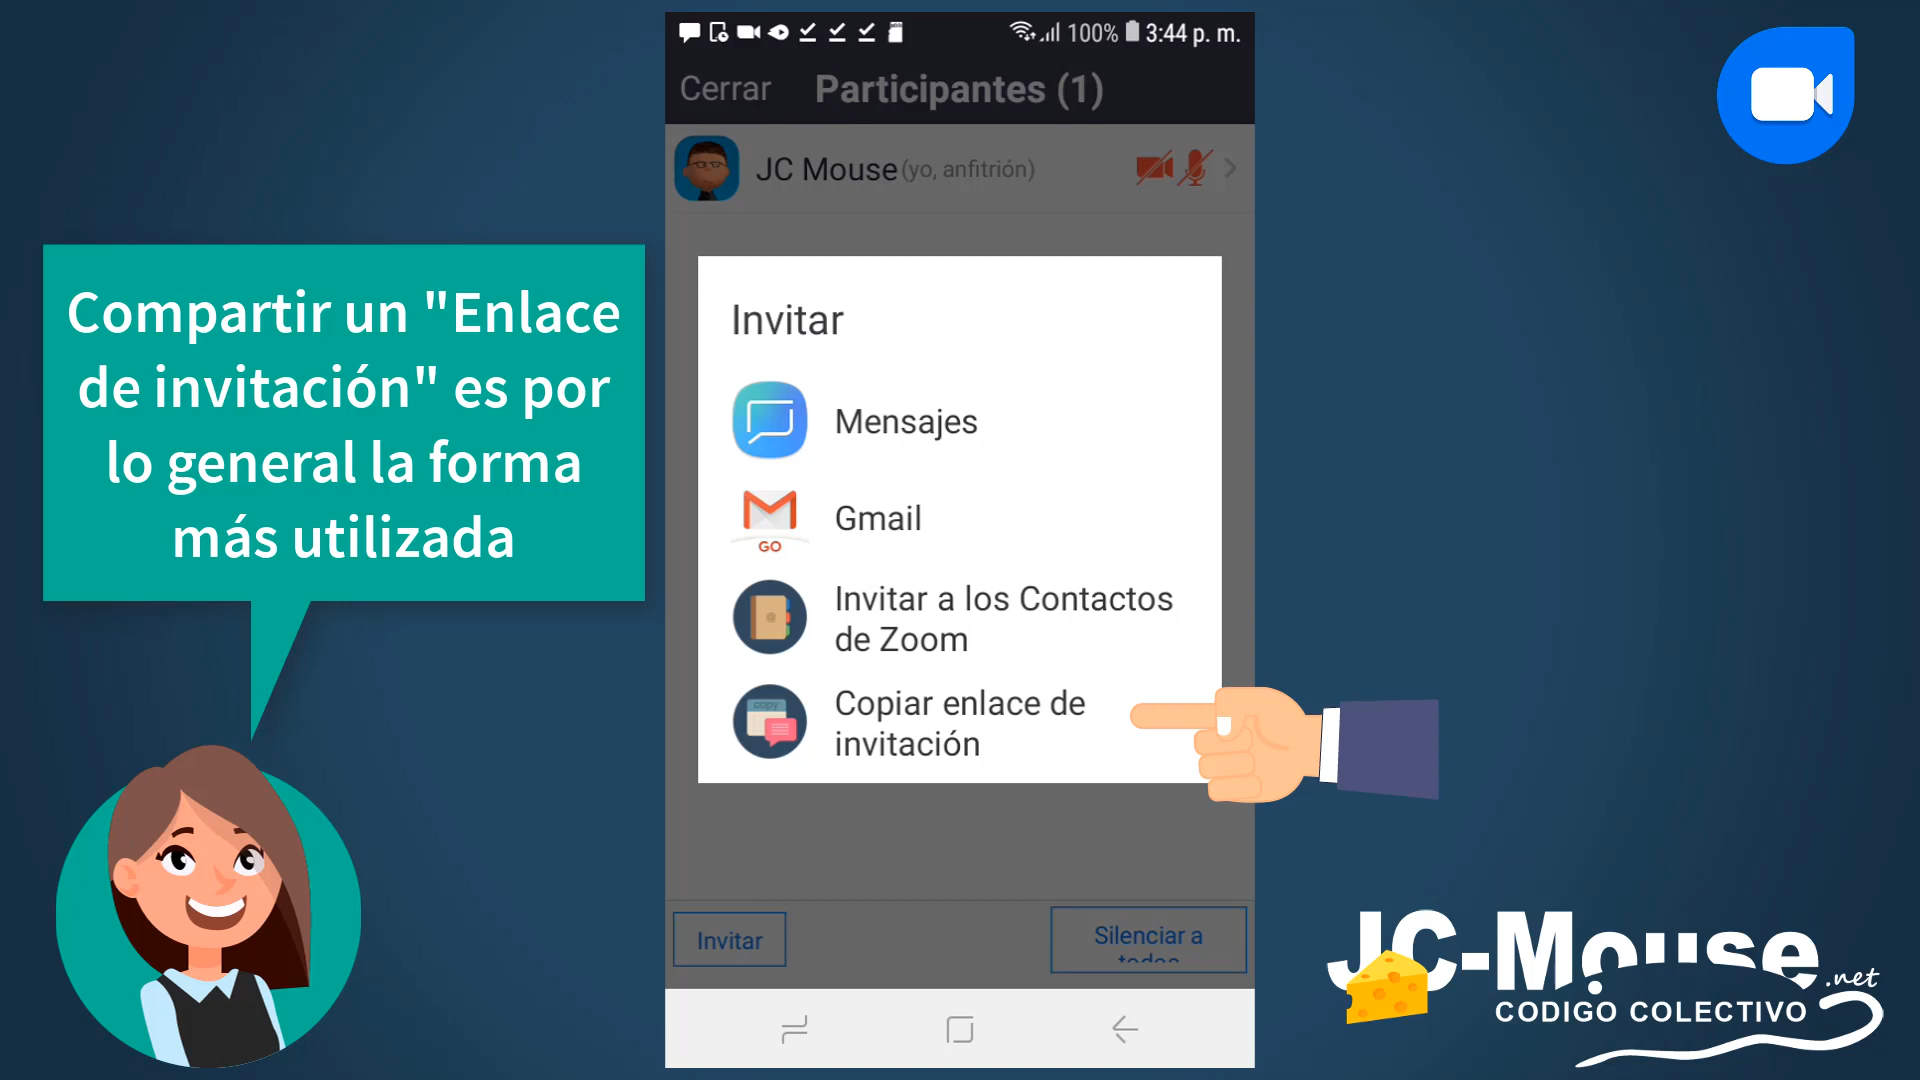 100% 3:44 p. m.
Cerrar Participantes (1)
JC Mouse (yo, anfitrión)
Compartir un "Enlace
de invitación" es por
lo general la forma
más utilizada
Invitar
Mensajes
Gmail
GO
Invitar a los Contactos
de Zoom
copy
Copiar enlace de
invitación
Invitar
Silenciar a
todos
JC-Mouse.net
CODIGO COLECTIVO